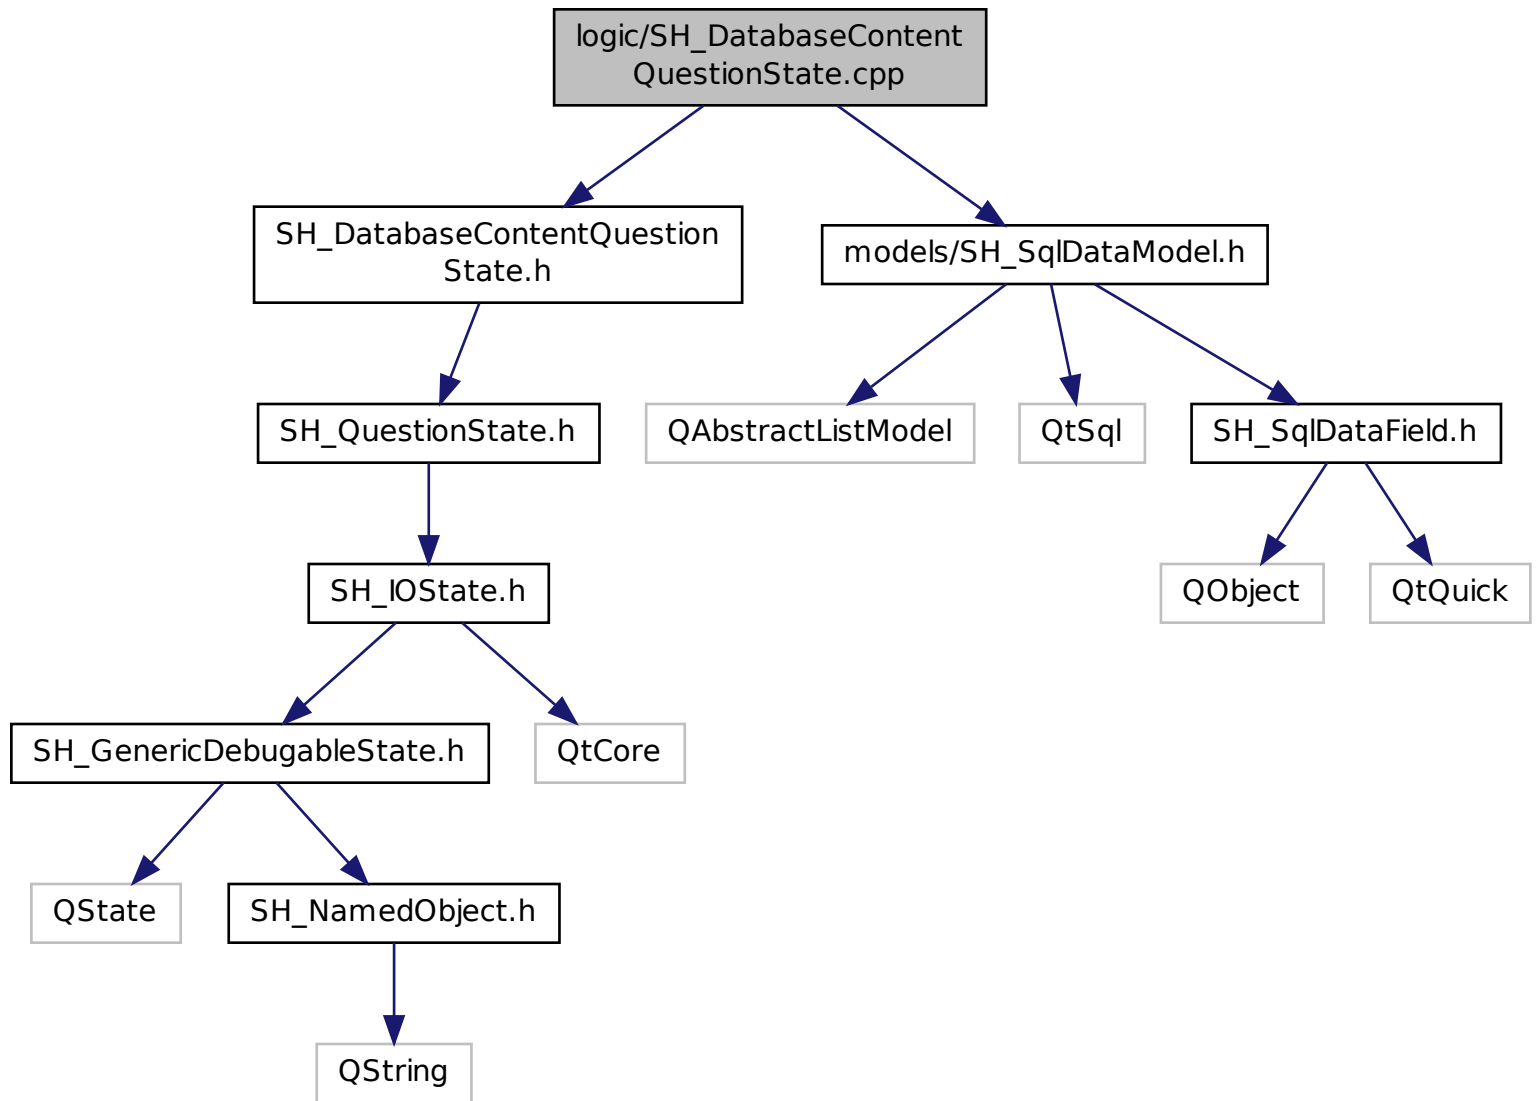 logic/SH_DatabaseContent
QuestionState.cpp
SH_DatabaseContentQuestion
State.h
models/SH_SqlDataModel.h
SH_QuestionState.h
QAbstractListModel
QtSql
SH_SqlDataField.h
SH_IOState.h
QObject
QtQuick
SH_GenericDebugableState.h
QtCore
QState
SH_NamedObject.h
QString